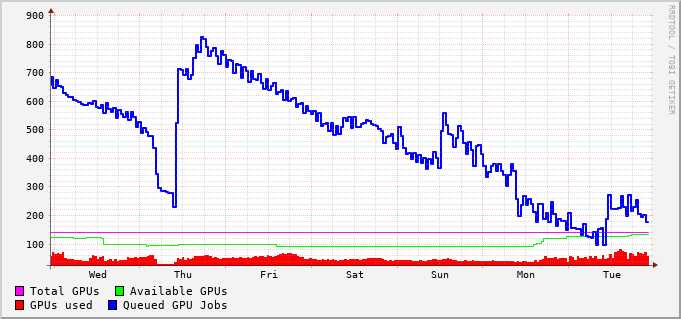 900
800
700
600
500
400
300
200
100
Wed Thu Fri Sat Sun Mon Tue
Total GPUs Available GPUs
GPUs used Queued GPU Jobs
RRDTOOL / TOBI OETIKER